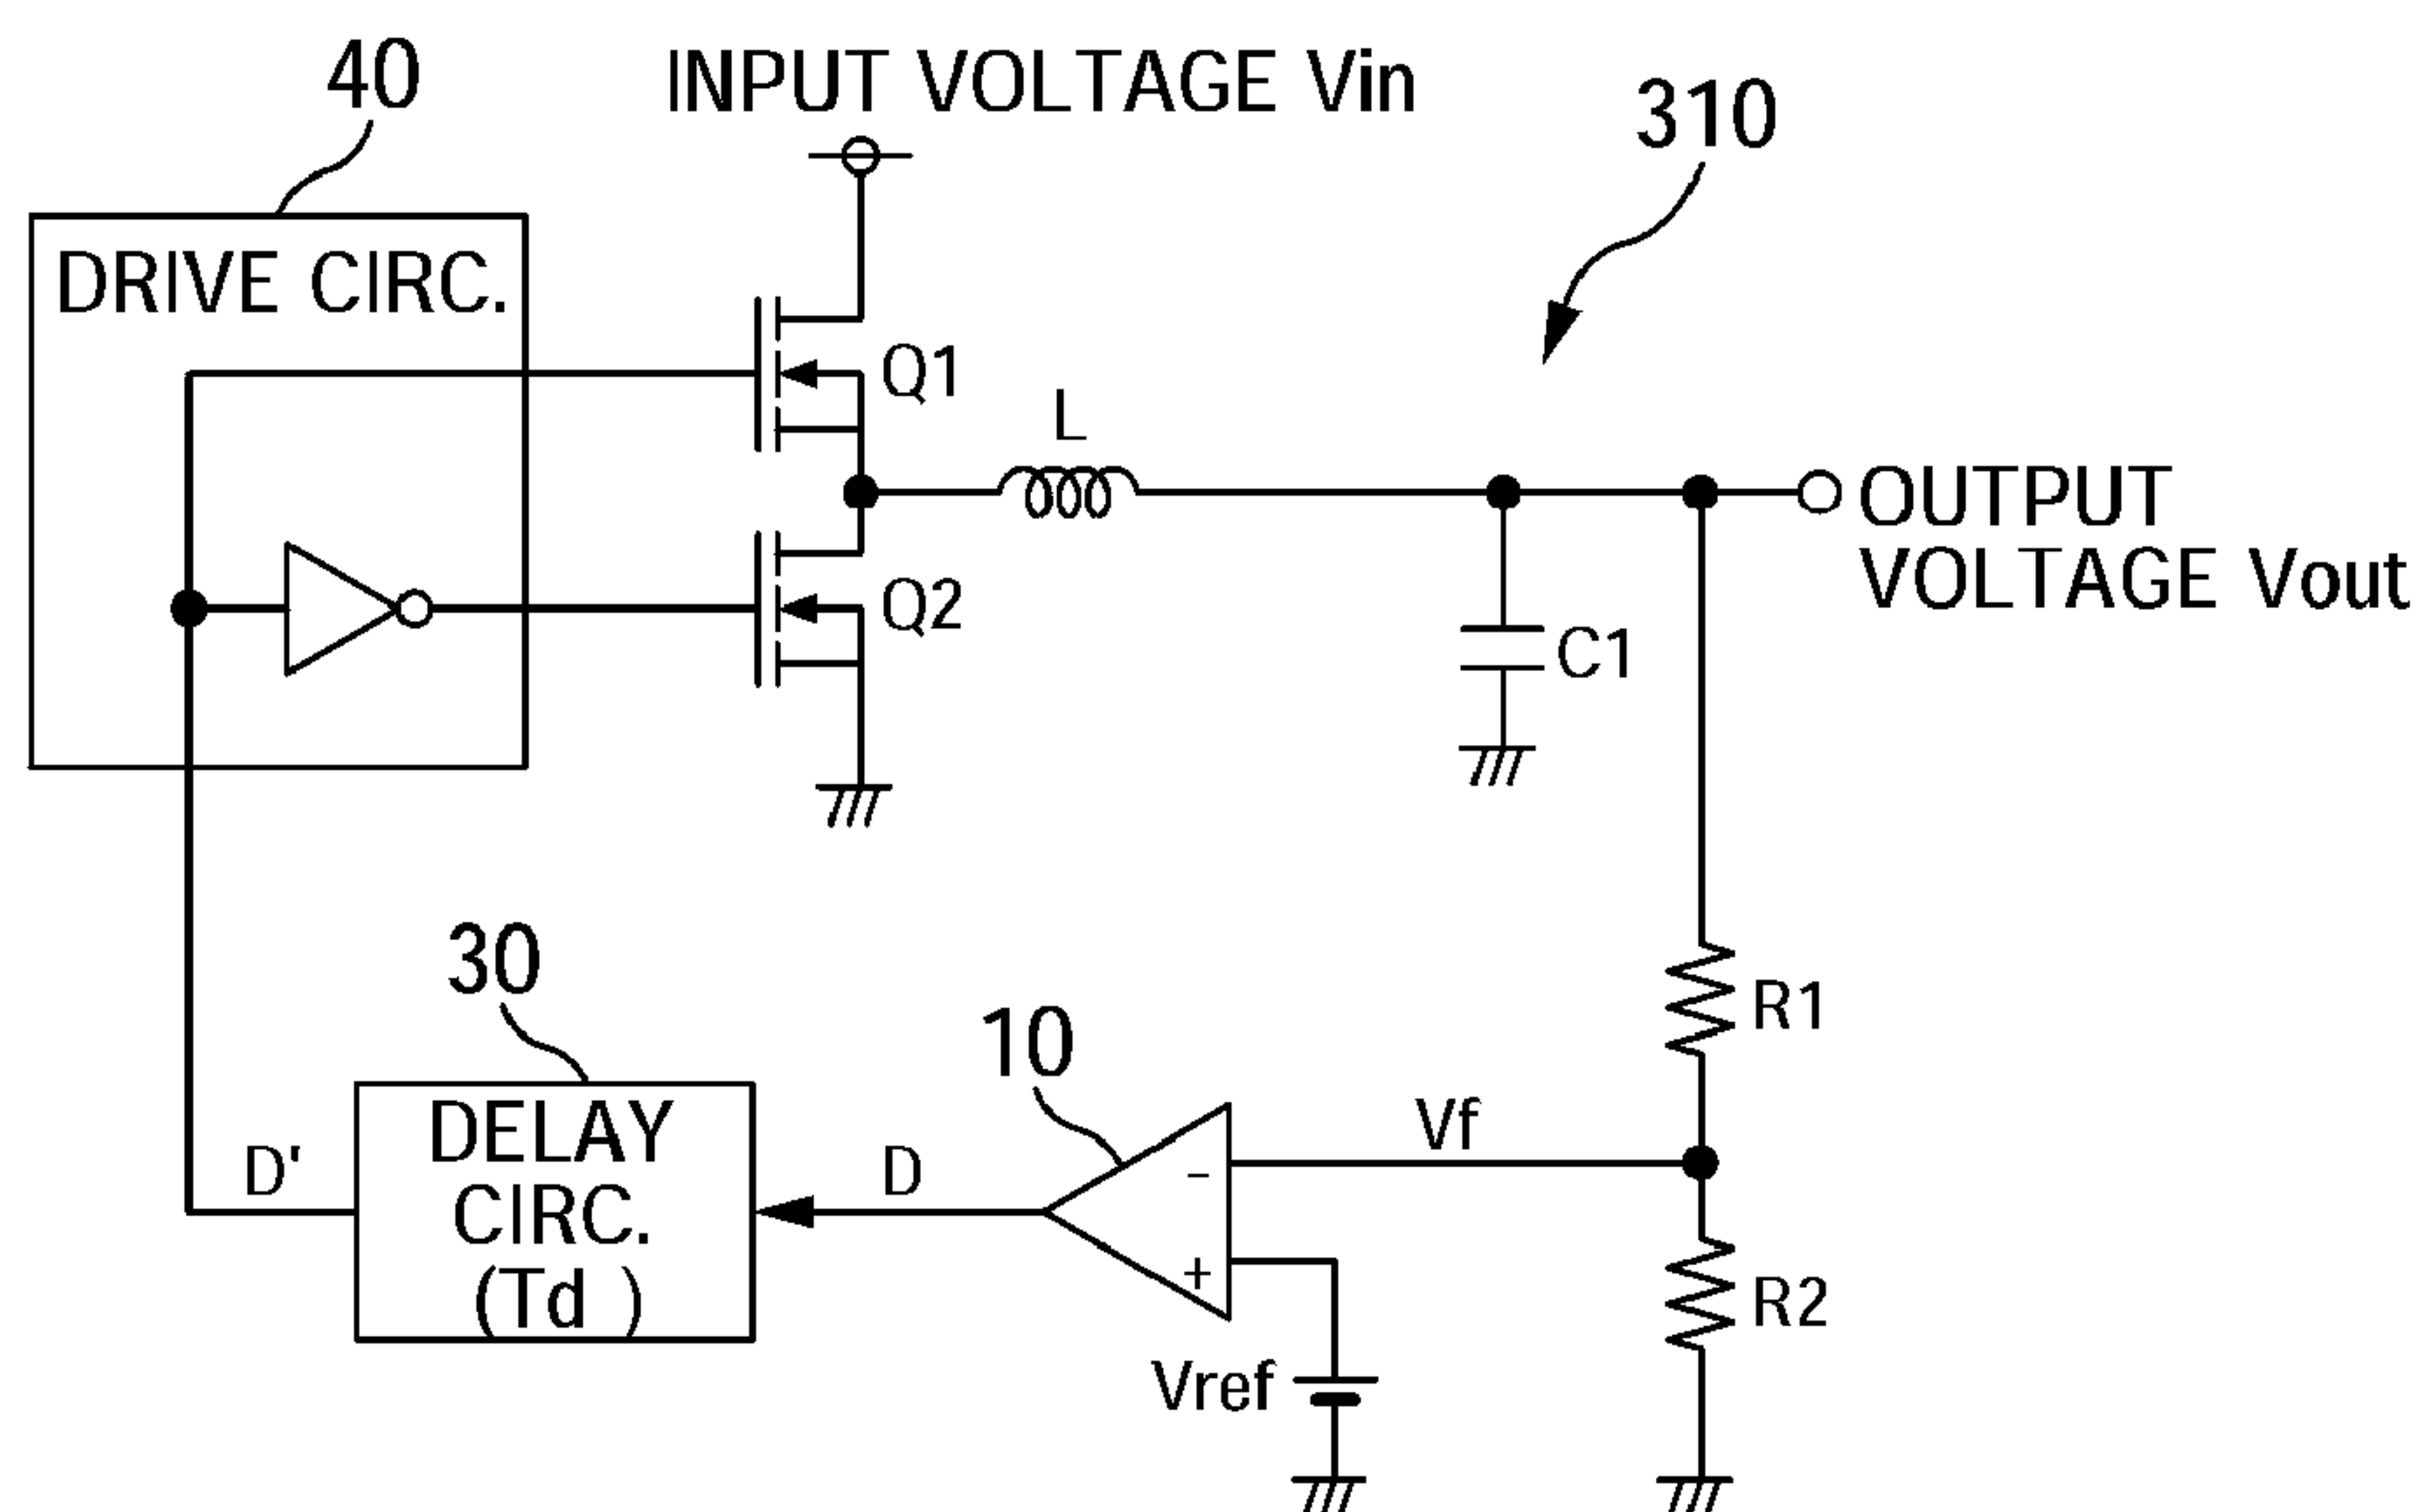 40
INPUT VOLTAGE Vin
310
DRIVE CIRC.
Q1
L
OUTPUT
VOLTAGE Vout
Q2
C1
30
10
R1
Vf
DELAY
CIRC.
(Td )
D'
D
-
+
R2
Vref